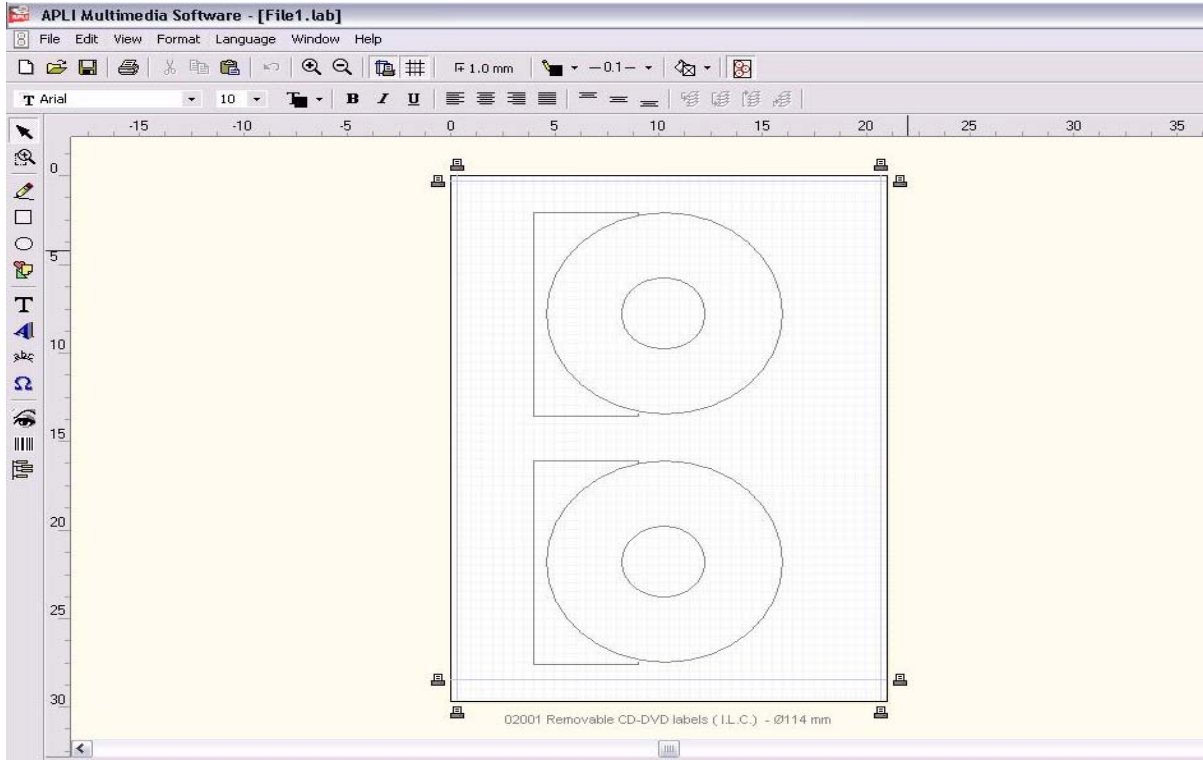 APLI Multimedia Software - [File1.lab]
File Edit View Format Language Window Help
1.0 mm 0.1
T Arial 10 T B I U
-15 -10 -5 0 5 10 15 20 25 30 35
0
5
10
15
20
25
30
T
A
abc
Ω
02001 Removable CD-DVD labels ( I.L.C.) - Ø114 mm